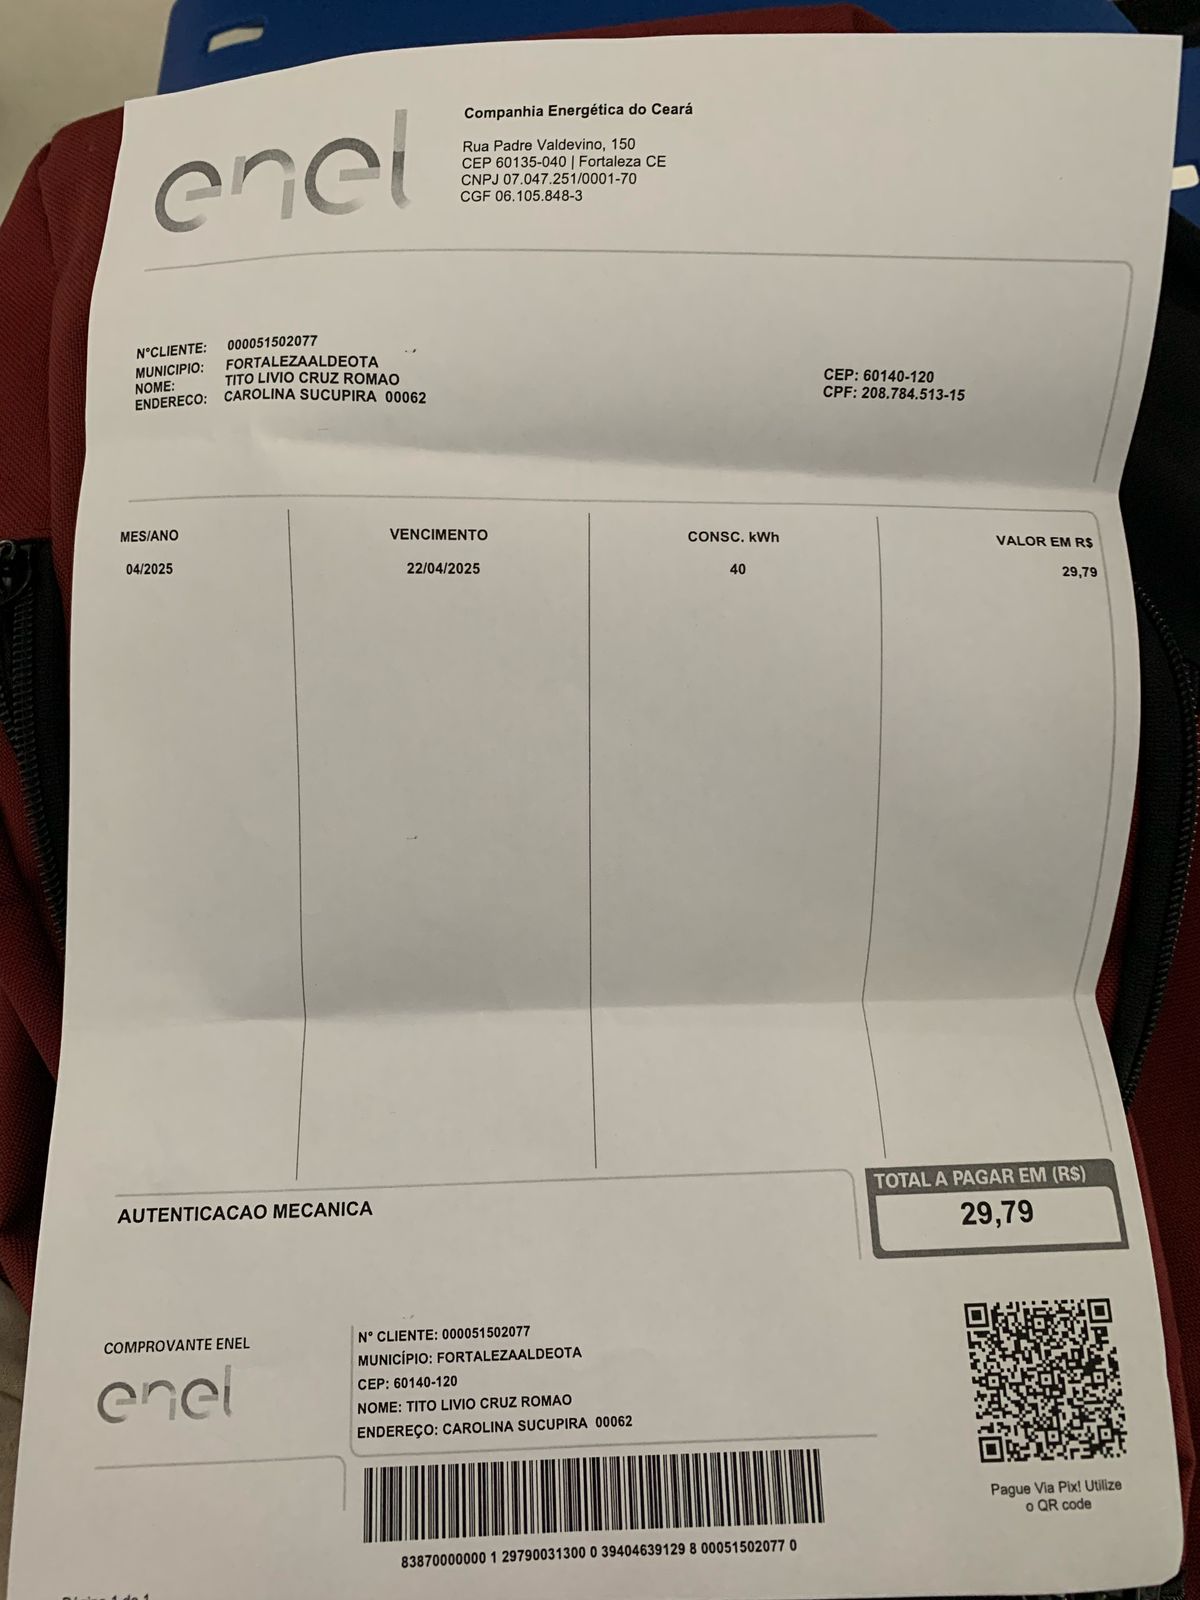 enel
Companhia Energética do Ceará
Rua Padre Valdevino, 150
CEP 60135-040 | Fortaleza CE
CNPJ 07.047.251/0001-70
CGF 06.105.848-3
N°CLIENTE: 000051502077
MUNICIPIO: FORTALEZAALDEOTA
NOME: TITO LIVIO CRUZ ROMAO
ENDERECO: CAROLINA SUCUPIRA 00062
CEP: 60140-120
CPF: 208.784.513-15
MES/ANO VENCIMENTO CONSC. kWh VALOR EM R$
04/2025 22/04/2025 40 29,79
TOTAL A PAGAR EM (R$)
29,79
AUTENTICACAO MECANICA
COMPROVANTE ENEL
enel
N° CLIENTE: 000051502077
MUNICÍPIO: FORTALEZAALDEOTA
CEP: 60140-120
NOME: TITO LIVIO CRUZ ROMAO
ENDEREÇO: CAROLINA SUCUPIRA 00062
Pague Via Pix! Utilize
o QR code
83870000000 1 29790031300 0 39404639129 8 00051502077 0
Página 1 de 1